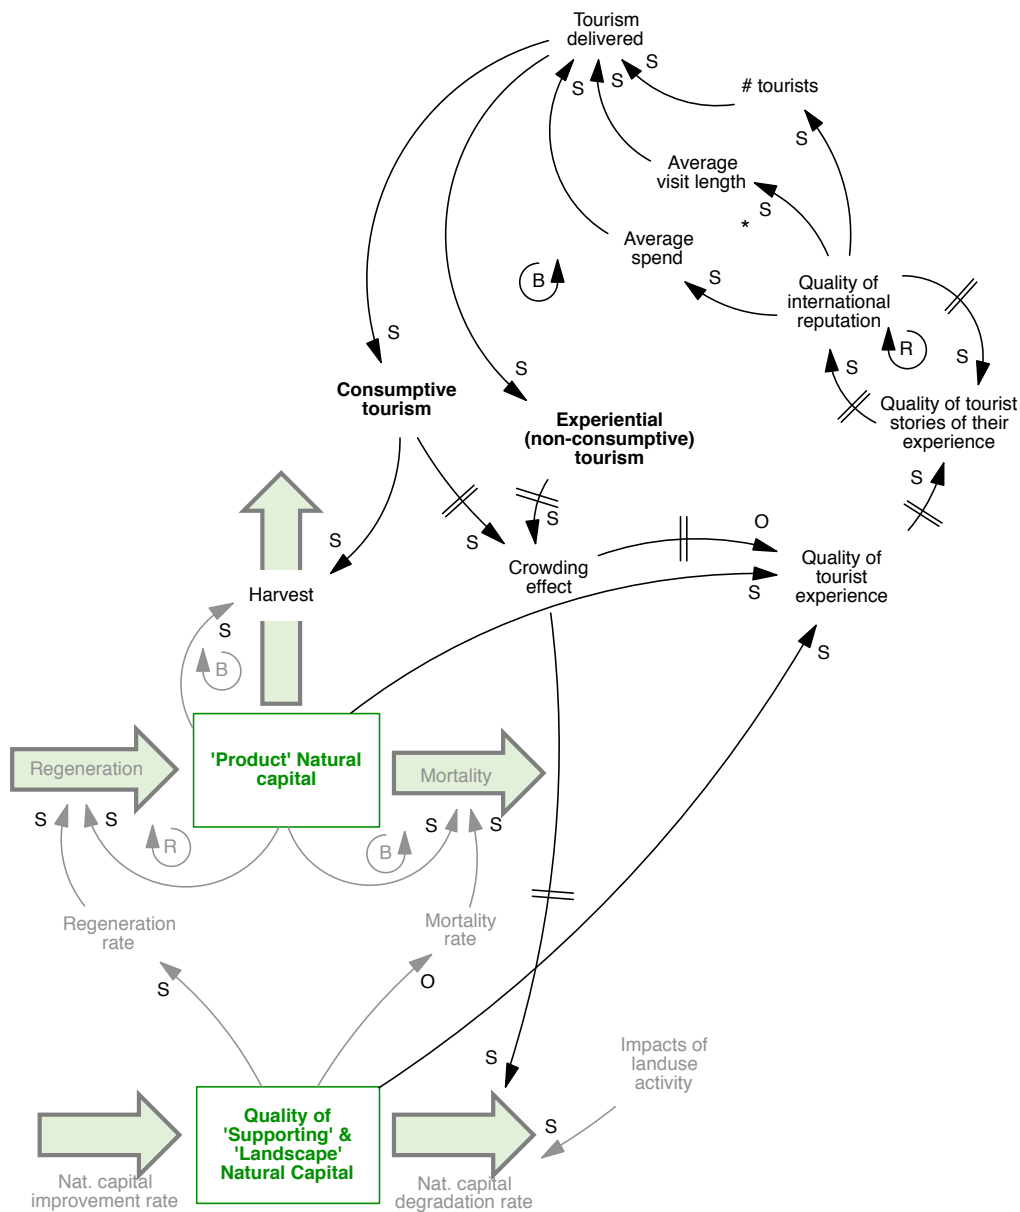 Tourism
delivered
S
S
S
# tourists
S
Average
visit length
S
*
Average
spend
S
B
Quality of
international
reputation
R
S
S
S
S
Consumptive
tourism
Quality of tourist
stories of their
experience
Experiential
(non-consumptive)
tourism
S
S
S
S
O
Crowding
effect
Quality of
tourist
experience
S
Harvest
S
B
S
'Product' Natural
capital
Regeneration
Mortality
S
S
R
B
S
S
Regeneration
rate
Mortality
rate
S
O
Impacts of
landuse
activity
S
S
Quality of
'Supporting' &
'Landscape'
Natural Capital
Nat. capital
improvement rate
Nat. capital
degradation rate